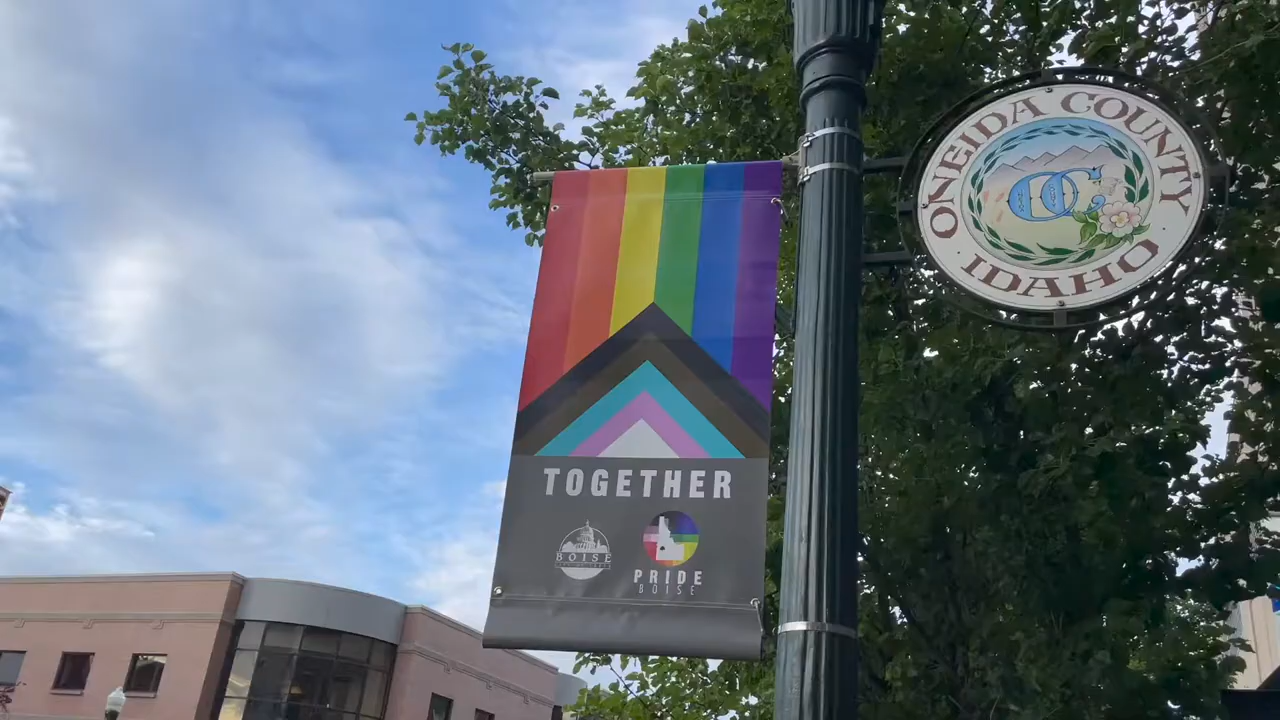 ONEIDA COUNTY
IDAHO
OC
TOGETHER
BOISE
PRIDE
BOISE